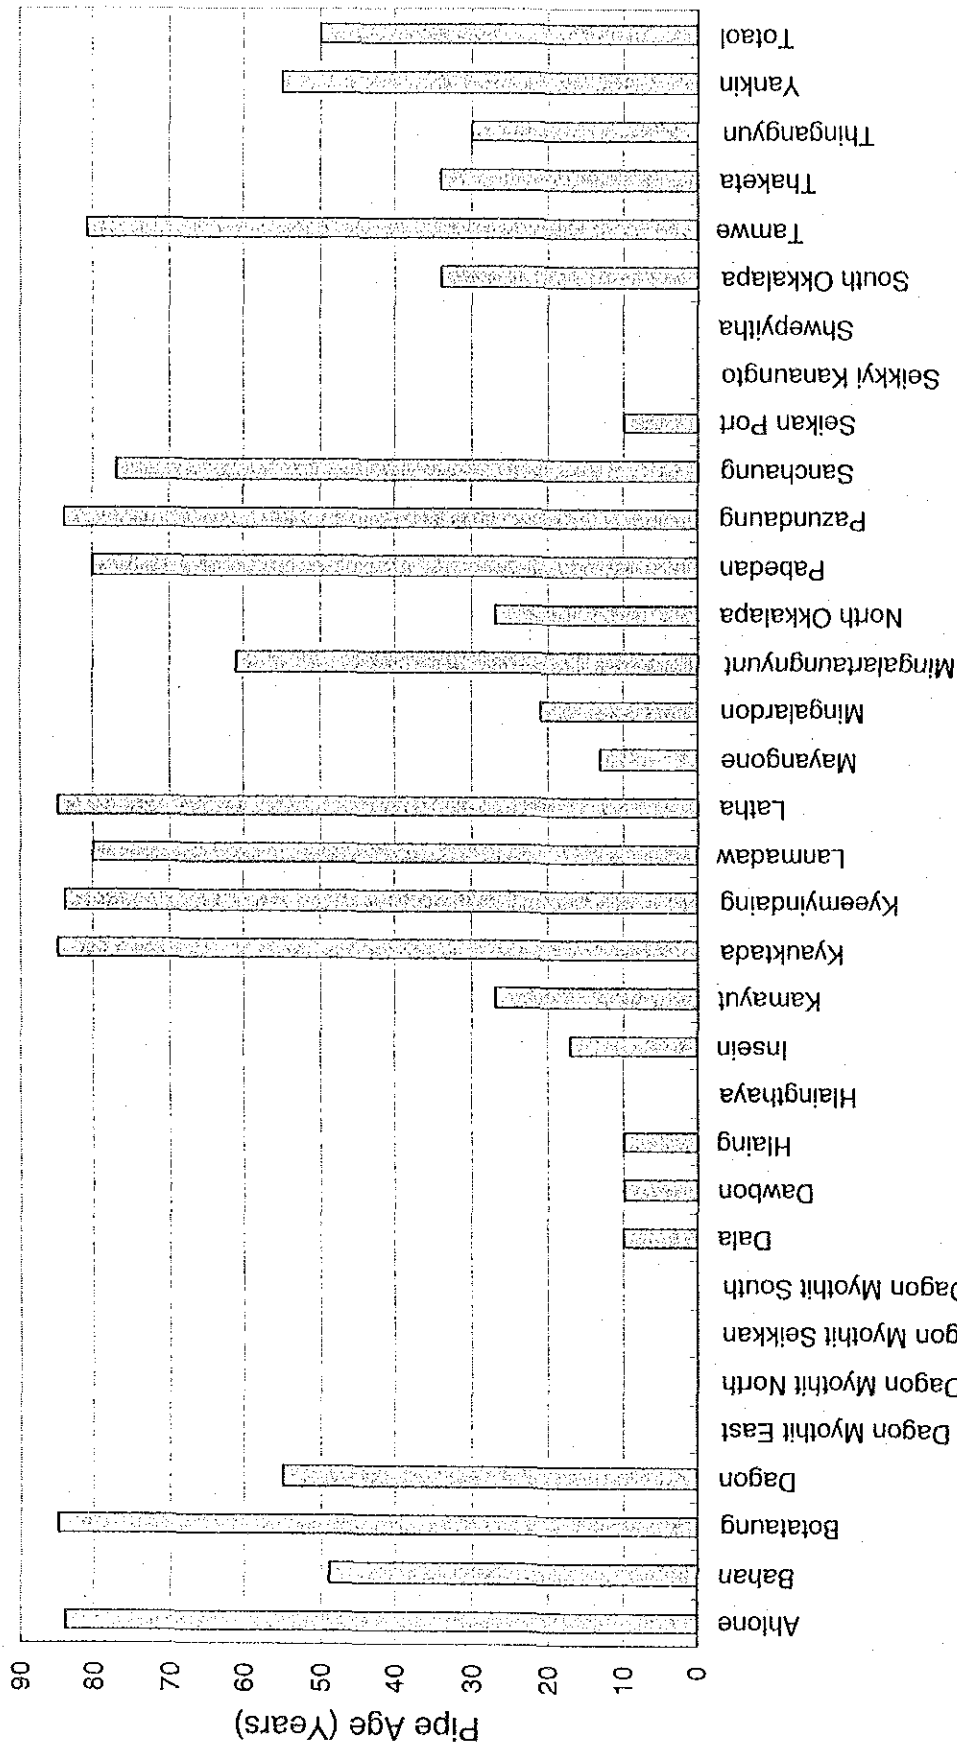 Pipe Age (Years)
90
80
70
60
50
40
30
20
10
0
Ahlone
Bahan
Botataung
Dagon
Dagon Myothit East
Dagon Myothit North
gon Myothit Seikkan
Dagon Myothit South
Dala
Dawbon
Hlaing
Hlaingthaya
Insein
Kamayut
Kyauktada
Kyeemyindaing
Lanmadaw
Latha
Mayangone
Mingalardon
Mingalartaungnyunt
North Okkalapa
Pabedan
Pazundaung
Sanchaung
Seikan Port
Seikkyi Kanaungto
Shwepyitha
South Okkalapa
Tamwe
Thaketa
Thingangyun
Yankin
Totaol